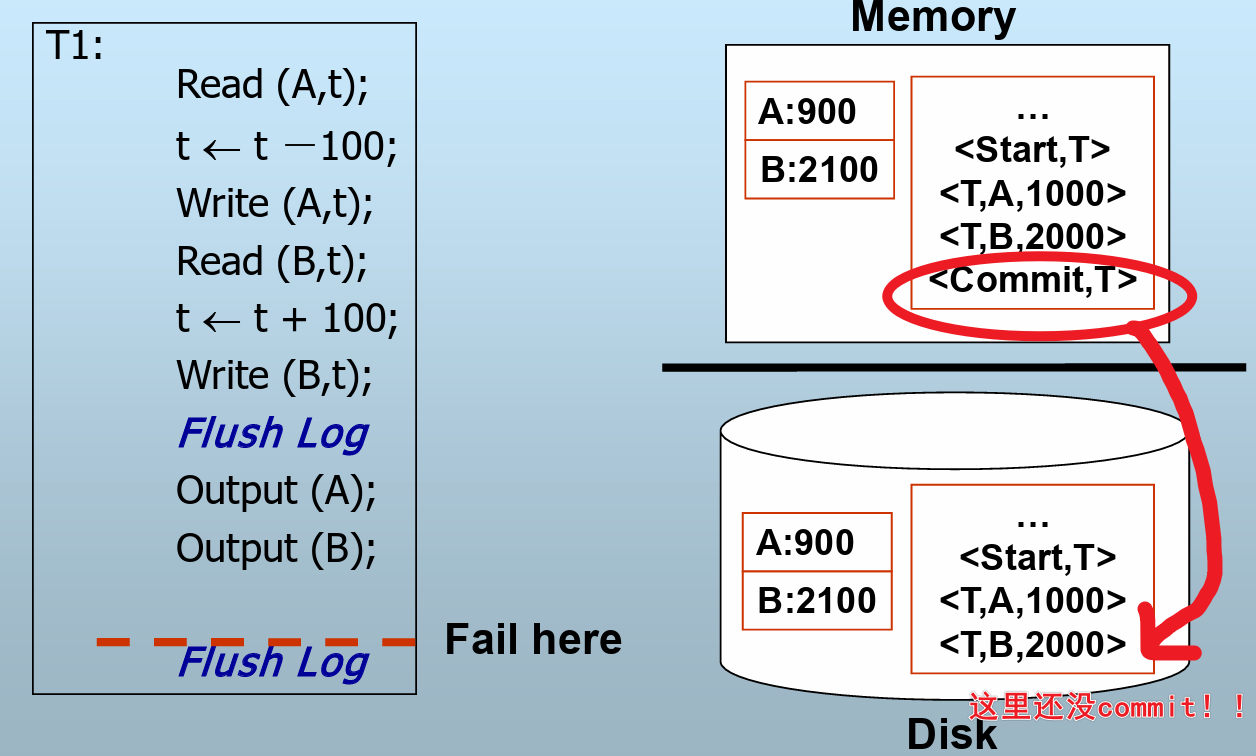 T1:
Read (A,t);
t ← t －100;
Write (A,t);
Read (B,t);
t ← t + 100;
Write (B,t);
Flush Log
Output (A);
Output (B);
Fail here
Flush Log
Memory
A:900
B:2100
...
<Start,T>
<T,A,1000>
<T,B,2000>
<Commit,T>
A:900
B:2100
...
<Start,T>
<T,A,1000>
<T,B,2000>
这里还没commit！！
Disk